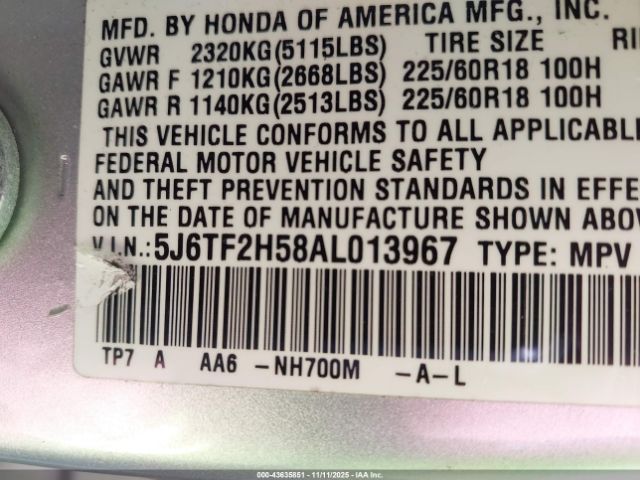 MFD. BY HONDA OF AMERICA MFG., INC.
GVWR 2320KG(5115LBS) TIRE SIZE RI
GAWR F 1210KG(2668LBS) 225/60R18 100H
GAWR R 1140KG(2513LBS) 225/60R18 100H
THIS VEHICLE CONFORMS TO ALL APPLICABLE
FEDERAL MOTOR VEHICLE SAFETY
AND THEFT PREVENTION STANDARDS IN EFFE
ON THE DATE OF MANUFACTURE SHOWN ABOV
V.I.N.:5J6TF2H58AL013967 TYPE: MPV
TP7 A AA6 -NH700M -A-L
000-43635851 - 11/11/2025 - IAA Inc.